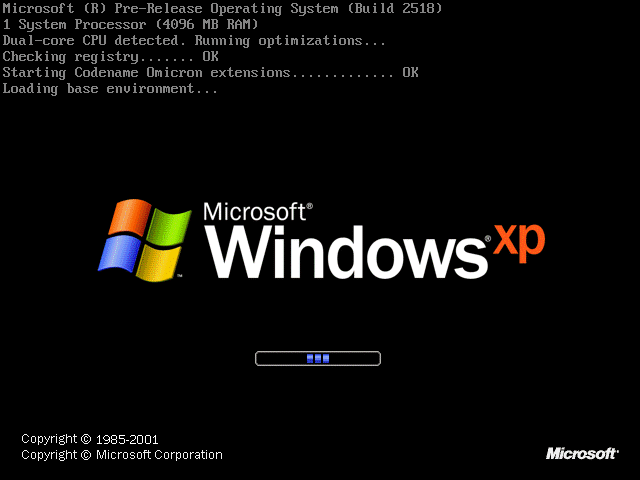 Microsoft (R) Pre-Release Operating System (Build 2518)
1 System Processor (4096 MB RAM)
Dual-core CPU detected. Running optimizations...
Checking registry....... OK
Starting Codename Omicron extensions............. OK
Loading base environment...
Microsoft®
Windows® xp
™
Copyright © 1985-2001
Copyright © Microsoft Corporation
Microsoft®